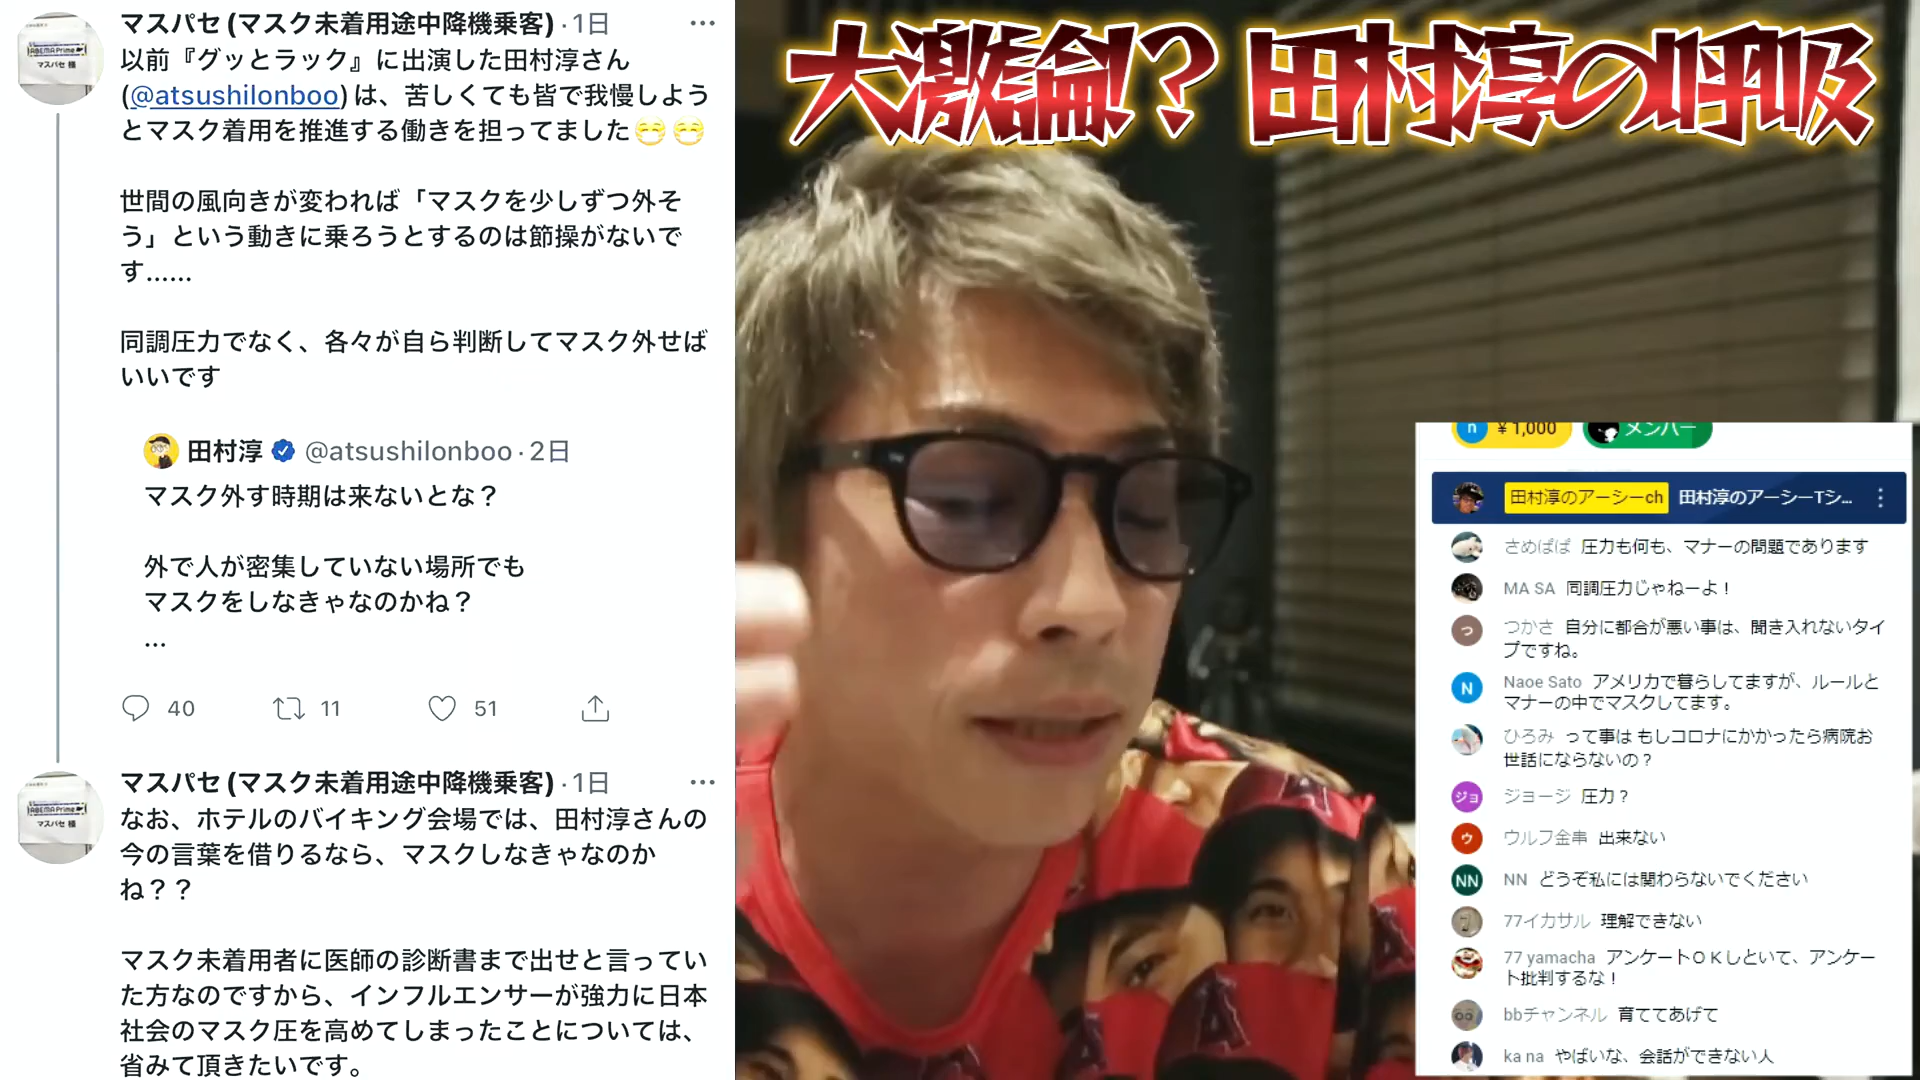 マスパセ (マスク未着用途中降機乗客) · 1日
以前『グッとラック』に出演した田村淳さん
(@atsushilonboo) は、苦しくても皆で我慢しよう
とマスク着用を推進する働きを担ってました😷😷
世間の風向きが変われば「マスクを少しずつ外そ
う」という動きに乗ろうとするのは節操がないで
す……
同調圧力でなく、各々が自ら判断してマスク外せば
いいです
田村淳 @atsushilonboo · 2日
マスク外す時期は来ないとな？
外で人が密集していない場所でも
マスクをしなきゃなのかね？
…
40 11 51
マスパセ (マスク未着用途中降機乗客) · 1日
なお、ホテルのバイキング会場では、田村淳さんの
今の言葉を借りるなら、マスクしなきゃなのか
ね？？
マスク未着用者に医師の診断書まで出せと言ってい
た方なのですから、インフルエンサーが強力に日本
社会のマスク圧を高めてしまったことについては、
省みて頂きたいです。
ABEMA Prime
マスパセ 様
ABEMA Prime
マスパセ 様
大激論!? 田村淳の呼吸
n ￥1,000 メンバー
田村淳のアーシーch 田村淳のアーシーTシ...
さめぱぱ 圧力も何も、マナーの問題であります
MA SA 同調圧力じゃねーよ！
つ つかさ 自分に都合が悪い事は、聞き入れないタイ
プですね。
N Naoe Sato アメリカで暮らしてますが、ルールと
マナーの中でマスクしてます。
ひろみ って事は もしコロナにかかったら病院お
世話にならないの？
ジョ ジョージ 圧力？
ウ ウルフ金串 出来ない
NN NN どうぞ私には関わらないでください
77イカサル 理解できない
77 yamacha アンケートＯＫしといて、アンケー
ト批判するな！
bbチャンネル 育ててあげて
ka na やばいな、会話ができない人